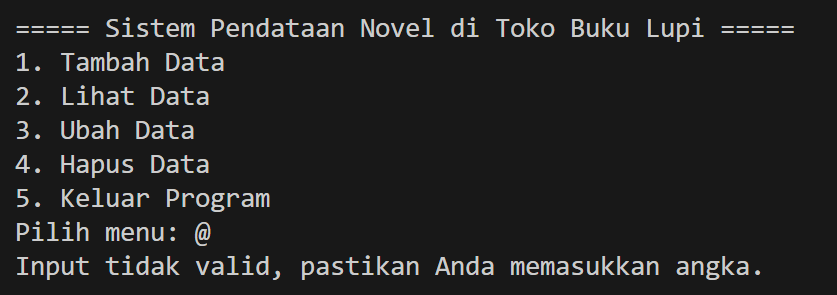 ===== Sistem Pendataan Novel di Toko Buku Lupi =====
1. Tambah Data
2. Lihat Data
3. Ubah Data
4. Hapus Data
5. Keluar Program
Pilih menu: @
Input tidak valid, pastikan Anda memasukkan angka.